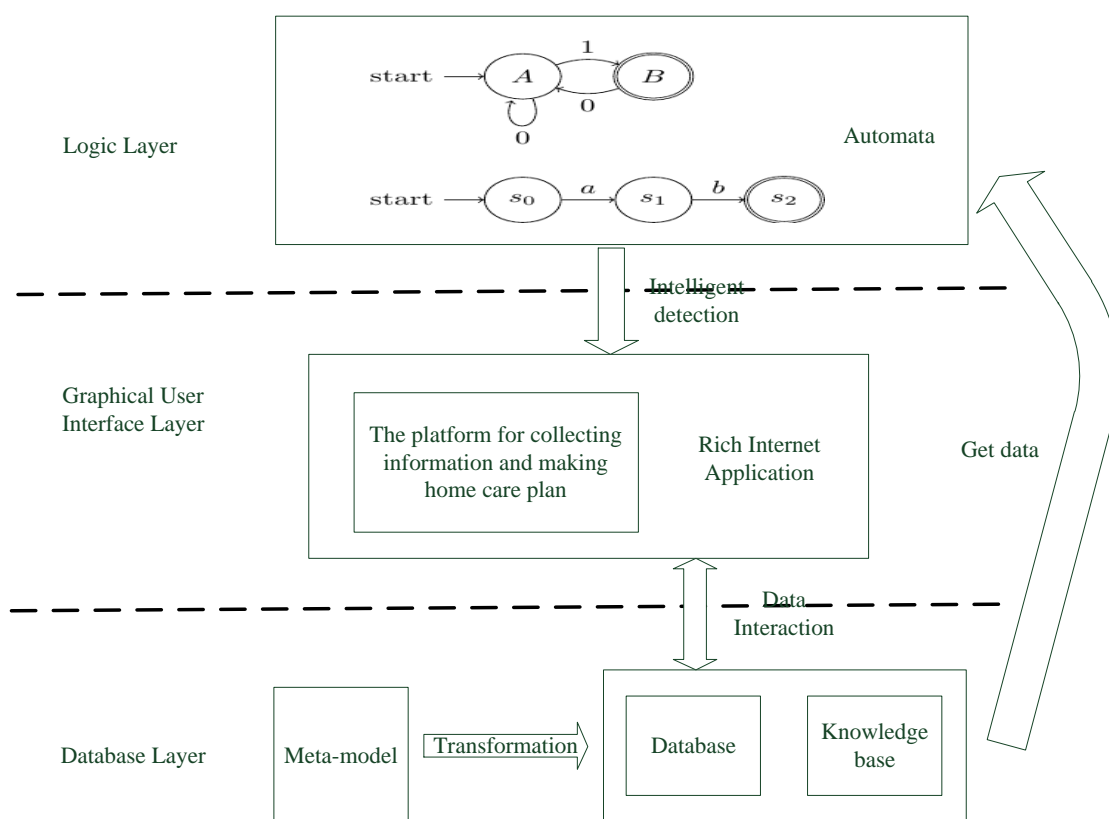 1
start A B
0
0
Logic Layer
Automata
start s0 a s1 b s2
Intelligent
detection
Graphical User
Interface Layer
The platform for collecting
information and making
home care plan
Rich Internet
Application
Get data
Data
Interaction
Database Layer
Meta-model
Transformation
Database
Knowledge
base